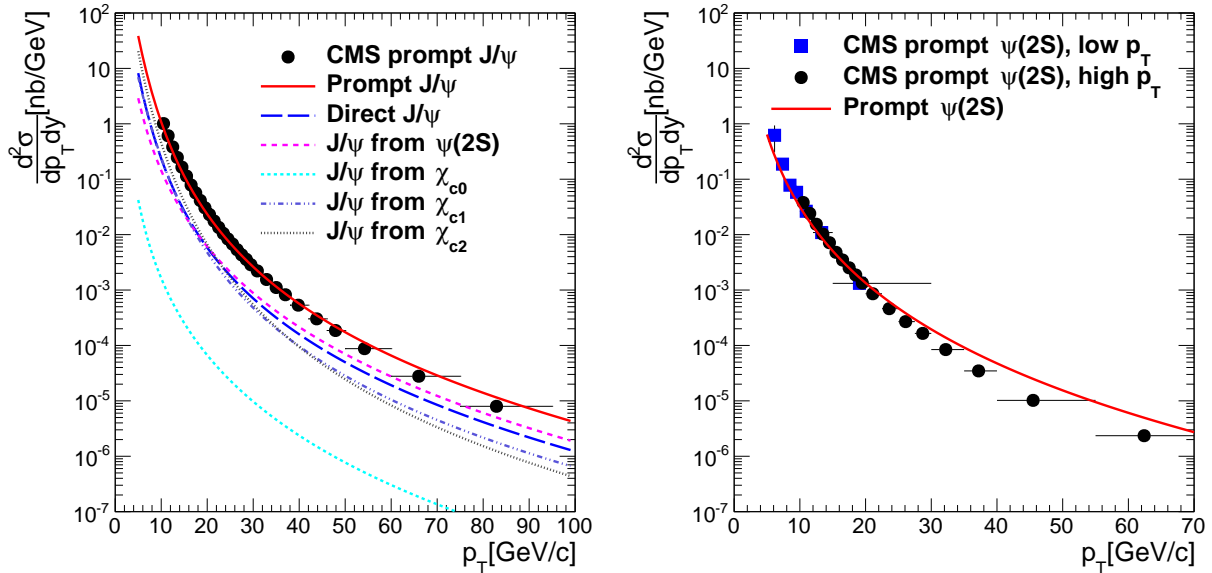 d²σ
dp_T dy [nb/GeV]
10²
10
1
10⁻¹
10⁻²
10⁻³
10⁻⁴
10⁻⁵
10⁻⁶
10⁻⁷
CMS prompt J/ψ
Prompt J/ψ
Direct J/ψ
J/ψ from ψ(2S)
J/ψ from χ_c0
J/ψ from χ_c1
J/ψ from χ_c2
0 10 20 30 40 50 60 70 80 90 100
p_T[GeV/c]
d²σ
dp_T dy [nb/GeV]
10²
10
1
10⁻¹
10⁻²
10⁻³
10⁻⁴
10⁻⁵
10⁻⁶
10⁻⁷
CMS prompt ψ(2S), low p_T
CMS prompt ψ(2S), high p_T
Prompt ψ(2S)
0 10 20 30 40 50 60 70
p_T[GeV/c]